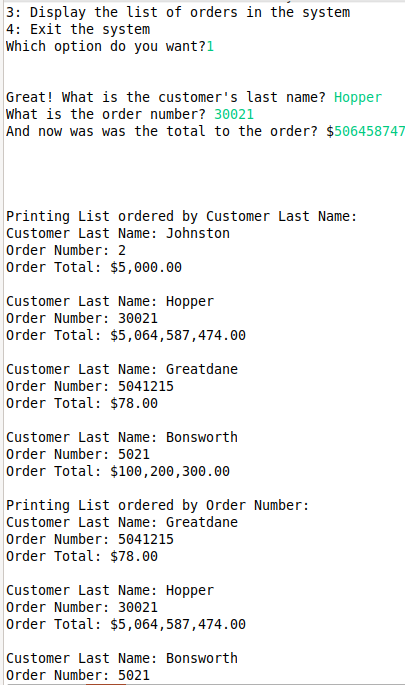 3: Display the list of orders in the system
4: Exit the system
Which option do you want?1
Great! What is the customer's last name? Hopper
What is the order number? 30021
And now was was the total to the order? $506458747
Printing List ordered by Customer Last Name:
Customer Last Name: Johnston
Order Number: 2
Order Total: $5,000.00
Customer Last Name: Hopper
Order Number: 30021
Order Total: $5,064,587,474.00
Customer Last Name: Greatdane
Order Number: 5041215
Order Total: $78.00
Customer Last Name: Bonsworth
Order Number: 5021
Order Total: $100,200,300.00
Printing List ordered by Order Number:
Customer Last Name: Greatdane
Order Number: 5041215
Order Total: $78.00
Customer Last Name: Hopper
Order Number: 30021
Order Total: $5,064,587,474.00
Customer Last Name: Bonsworth
Order Number: 5021